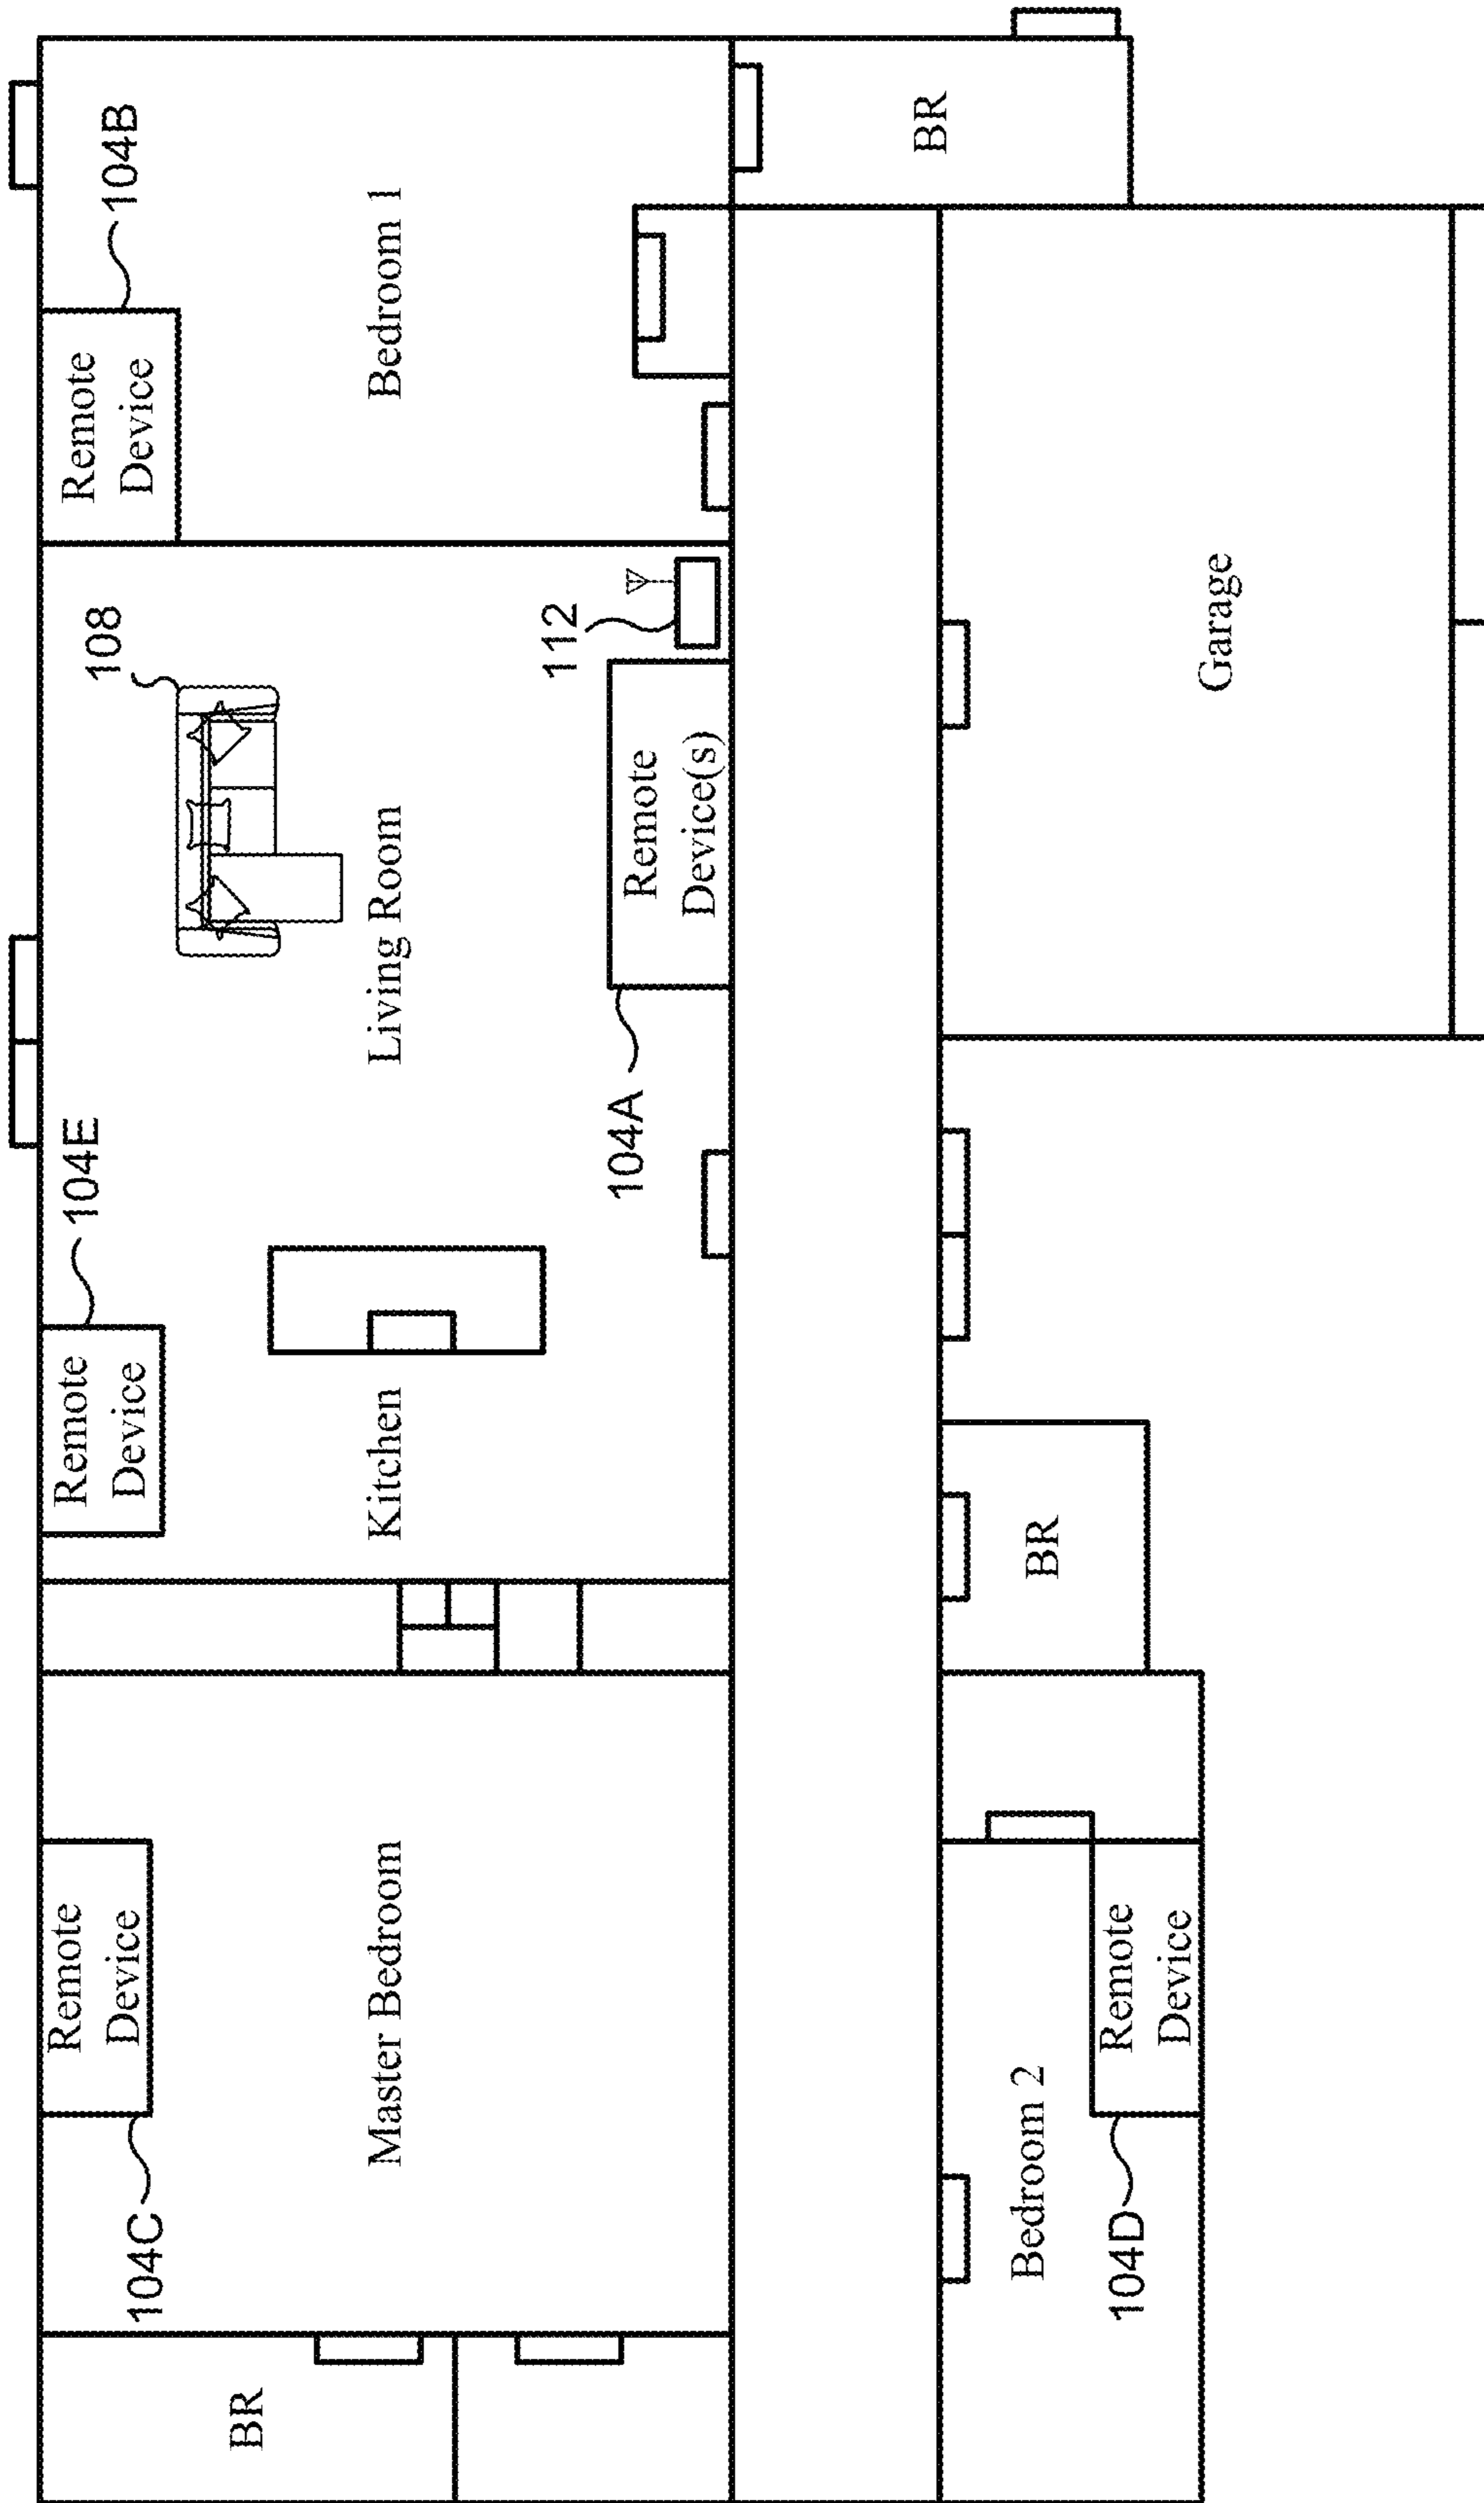 BR
104C
Remote
Device
Master Bedroom
Remote
Device
104E
Kitchen
Living Room
108
Remote
Device(s)
104A
112
Remote
Device
104B
Bedroom 1
Bedroom 2
104D
Remote
Device
BR
Garage
BR